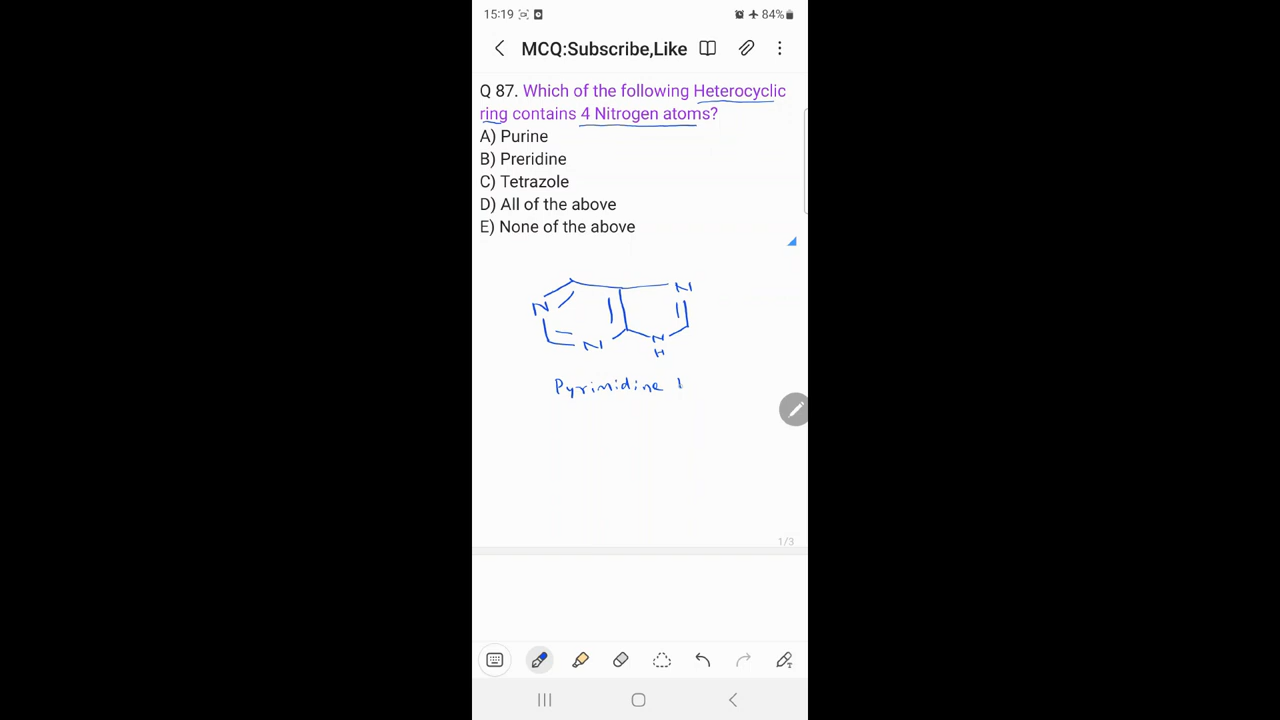 15:19 84%
MCQ:Subscribe,Like
Q 87. Which of the following Heterocyclic
ring contains 4 Nitrogen atoms?
A) Purine
B) Preridine
C) Tetrazole
D) All of the above
E) None of the above
N N
N N
H
Pyrimidine
1/3
T